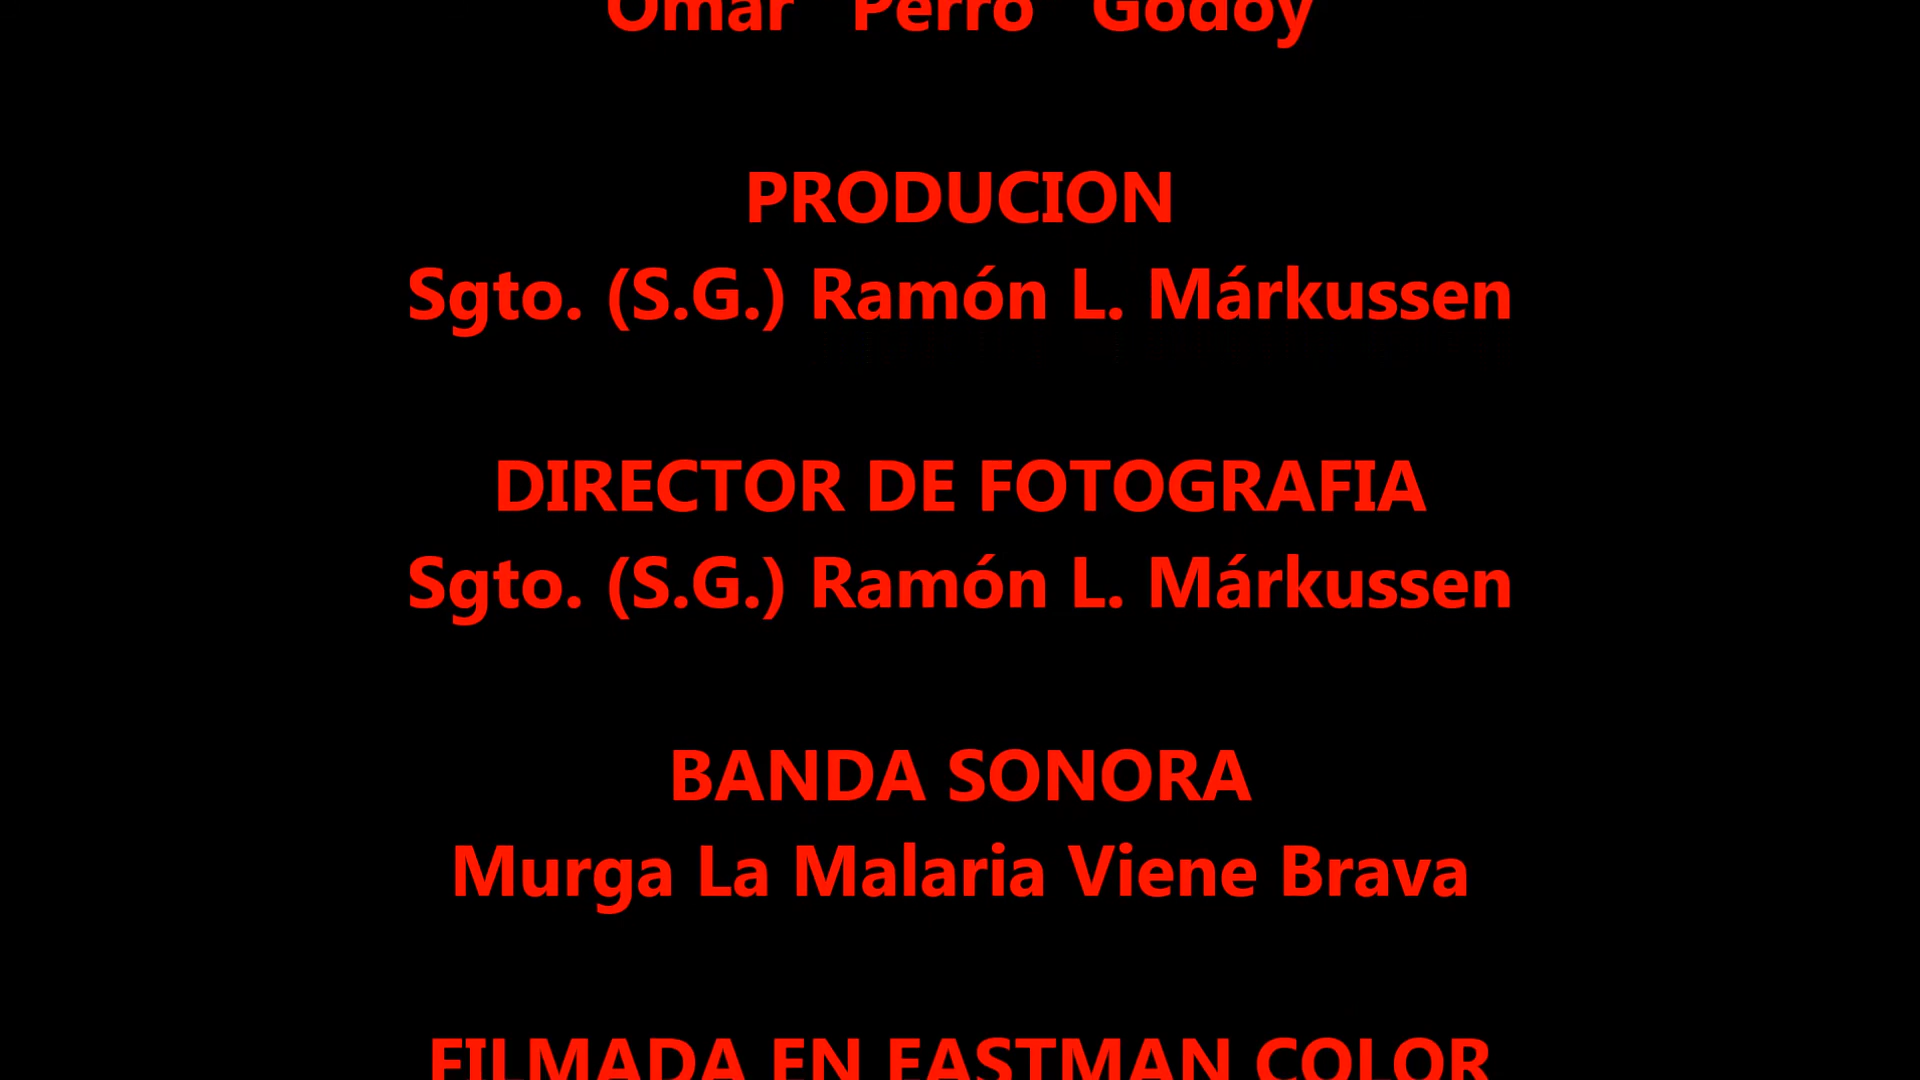 Omar "Perro" Godoy
PRODUCION
Sgto. (S.G.) Ramón L. Márkussen
DIRECTOR DE FOTOGRAFIA
Sgto. (S.G.) Ramón L. Márkussen
BANDA SONORA
Murga La Malaria Viene Brava
FILMADA EN EASTMAN COLOR